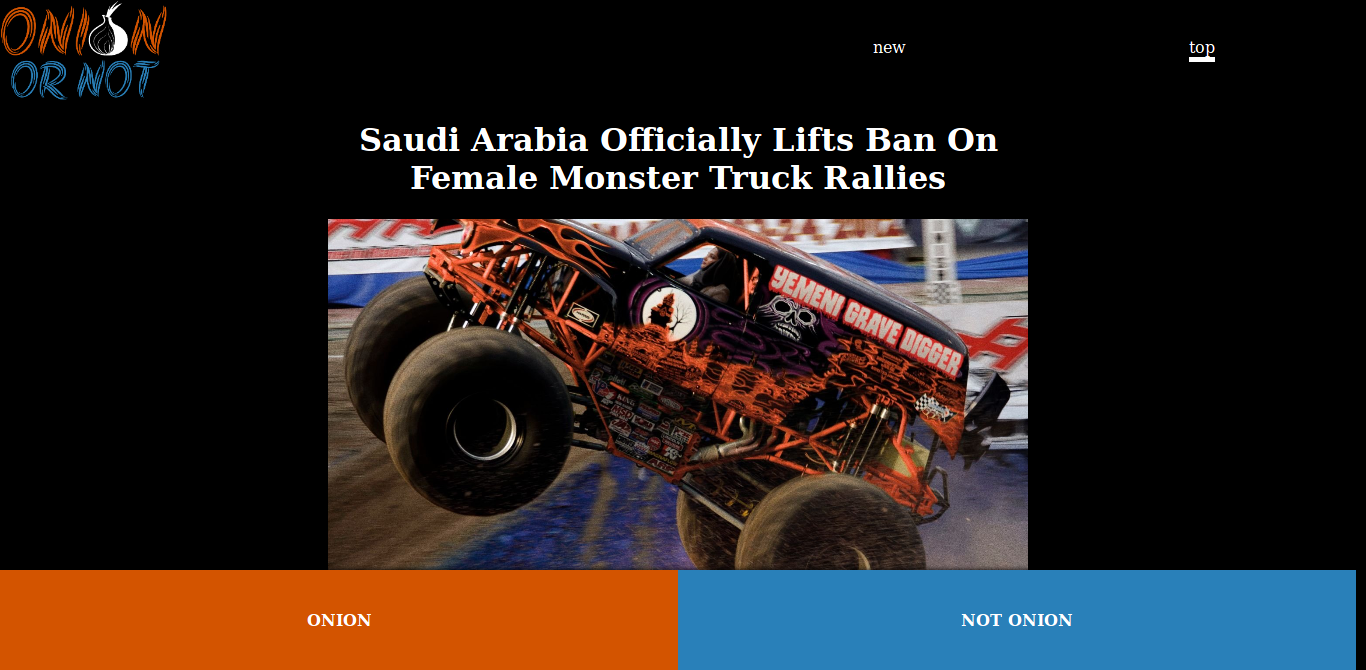 ONION
OR NOT
new
top
Saudi Arabia Officially Lifts Ban On
Female Monster Truck Rallies
YEMENI GRAVE DIGGER
ONION
NOT ONION